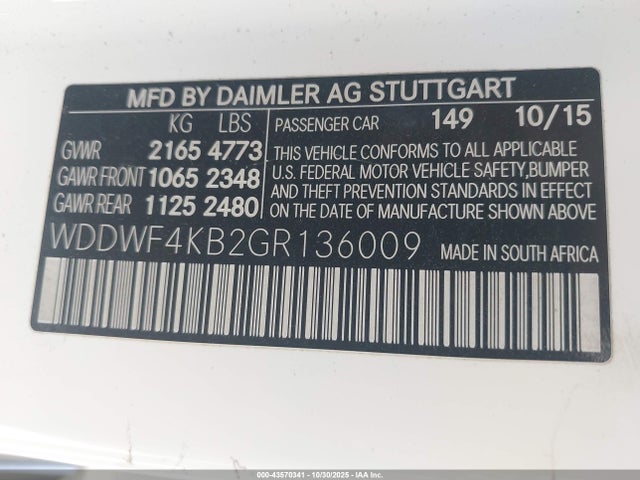 MFD BY DAIMLER AG STUTTGART
KG LBS
PASSENGER CAR 149 10/15
GVWR 2165 4773
GAWR FRONT 1065 2348
GAWR REAR 1125 2480
THIS VEHICLE CONFORMS TO ALL APPLICABLE
U.S. FEDERAL MOTOR VEHICLE SAFETY,BUMPER
AND THEFT PREVENTION STANDARDS IN EFFECT
ON THE DATE OF MANUFACTURE SHOWN ABOVE.
WDDWF4KB2GR136009 MADE IN SOUTH AFRICA
000-43570341 - 10/30/2025 - IAA Inc.